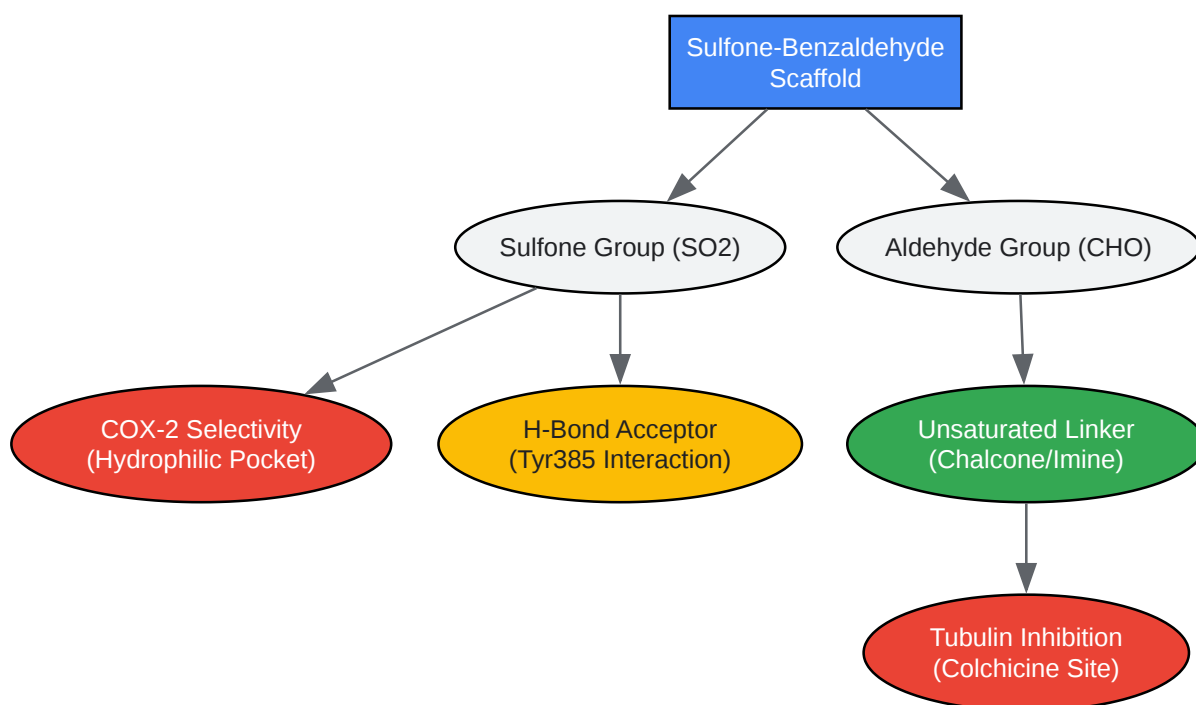 Sulfone-Benzaldehyde
Scaffold
Sulfone Group (SO2)
Aldehyde Group (CHO)
COX-2 Selectivity
(Hydrophilic Pocket)
H-Bond Acceptor
(Tyr385 Interaction)
Unsaturated Linker
(Chalcone/Imine)
Tubulin Inhibition
(Colchicine Site)